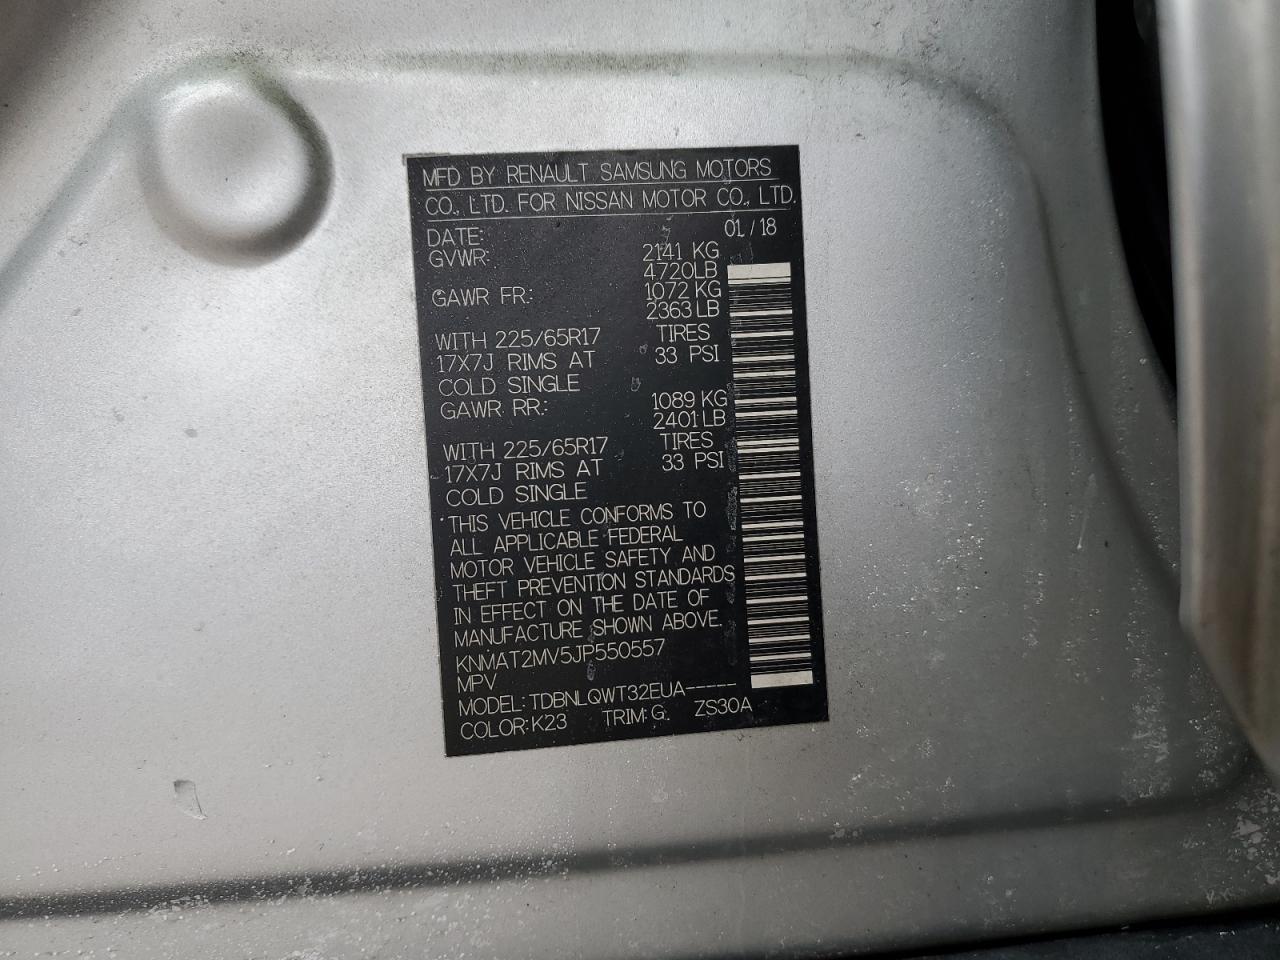 MFD BY RENAULT SAMSUNG MOTORS
CO., LTD. FOR NISSAN MOTOR CO., LTD.
DATE: 01 / 18
GVWR: 2141 KG
4720LB
GAWR FR.: 1072 KG
2363 LB
WITH 225/65R17 TIRES
17X7J RIMS AT 33 PSI
COLD SINGLE
GAWR RR.: 1089 KG
2401 LB
WITH 225/65R17 TIRES
17X7J RIMS AT 33 PSI
COLD SINGLE
THIS VEHICLE CONFORMS TO
ALL APPLICABLE FEDERAL
MOTOR VEHICLE SAFETY AND
THEFT PREVENTION STANDARDS
IN EFFECT ON THE DATE OF
MANUFACTURE SHOWN ABOVE.
KNMAT2MV5JP550557
MPV
MODEL: TDBNLQWT32EUA-----
COLOR: K23 TRIM: G ZS30A